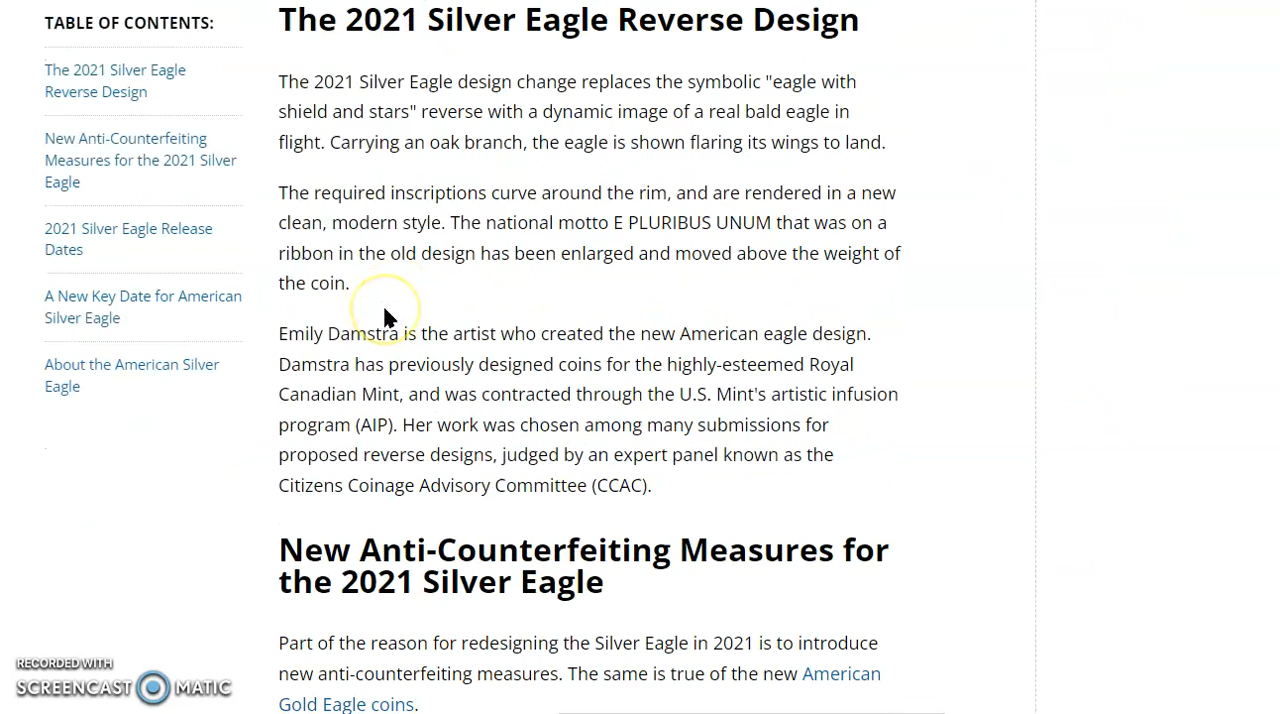 TABLE OF CONTENTS:
The 2021 Silver Eagle
Reverse Design
New Anti-Counterfeiting
Measures for the 2021 Silver
Eagle
2021 Silver Eagle Release
Dates
A New Key Date for American
Silver Eagle
About the American Silver
Eagle
The 2021 Silver Eagle Reverse Design
The 2021 Silver Eagle design change replaces the symbolic "eagle with
shield and stars" reverse with a dynamic image of a real bald eagle in
flight. Carrying an oak branch, the eagle is shown flaring its wings to land.
The required inscriptions curve around the rim, and are rendered in a new
clean, modern style. The national motto E PLURIBUS UNUM that was on a
ribbon in the old design has been enlarged and moved above the weight of
the coin.
Emily Damstra is the artist who created the new American eagle design.
Damstra has previously designed coins for the highly-esteemed Royal
Canadian Mint, and was contracted through the U.S. Mint's artistic infusion
program (AIP). Her work was chosen among many submissions for
proposed reverse designs, judged by an expert panel known as the
Citizens Coinage Advisory Committee (CCAC).
New Anti-Counterfeiting Measures for
the 2021 Silver Eagle
Part of the reason for redesigning the Silver Eagle in 2021 is to introduce
new anti-counterfeiting measures. The same is true of the new American
Gold Eagle coins.
RECORDED WITH
SCREENCAST MATIC